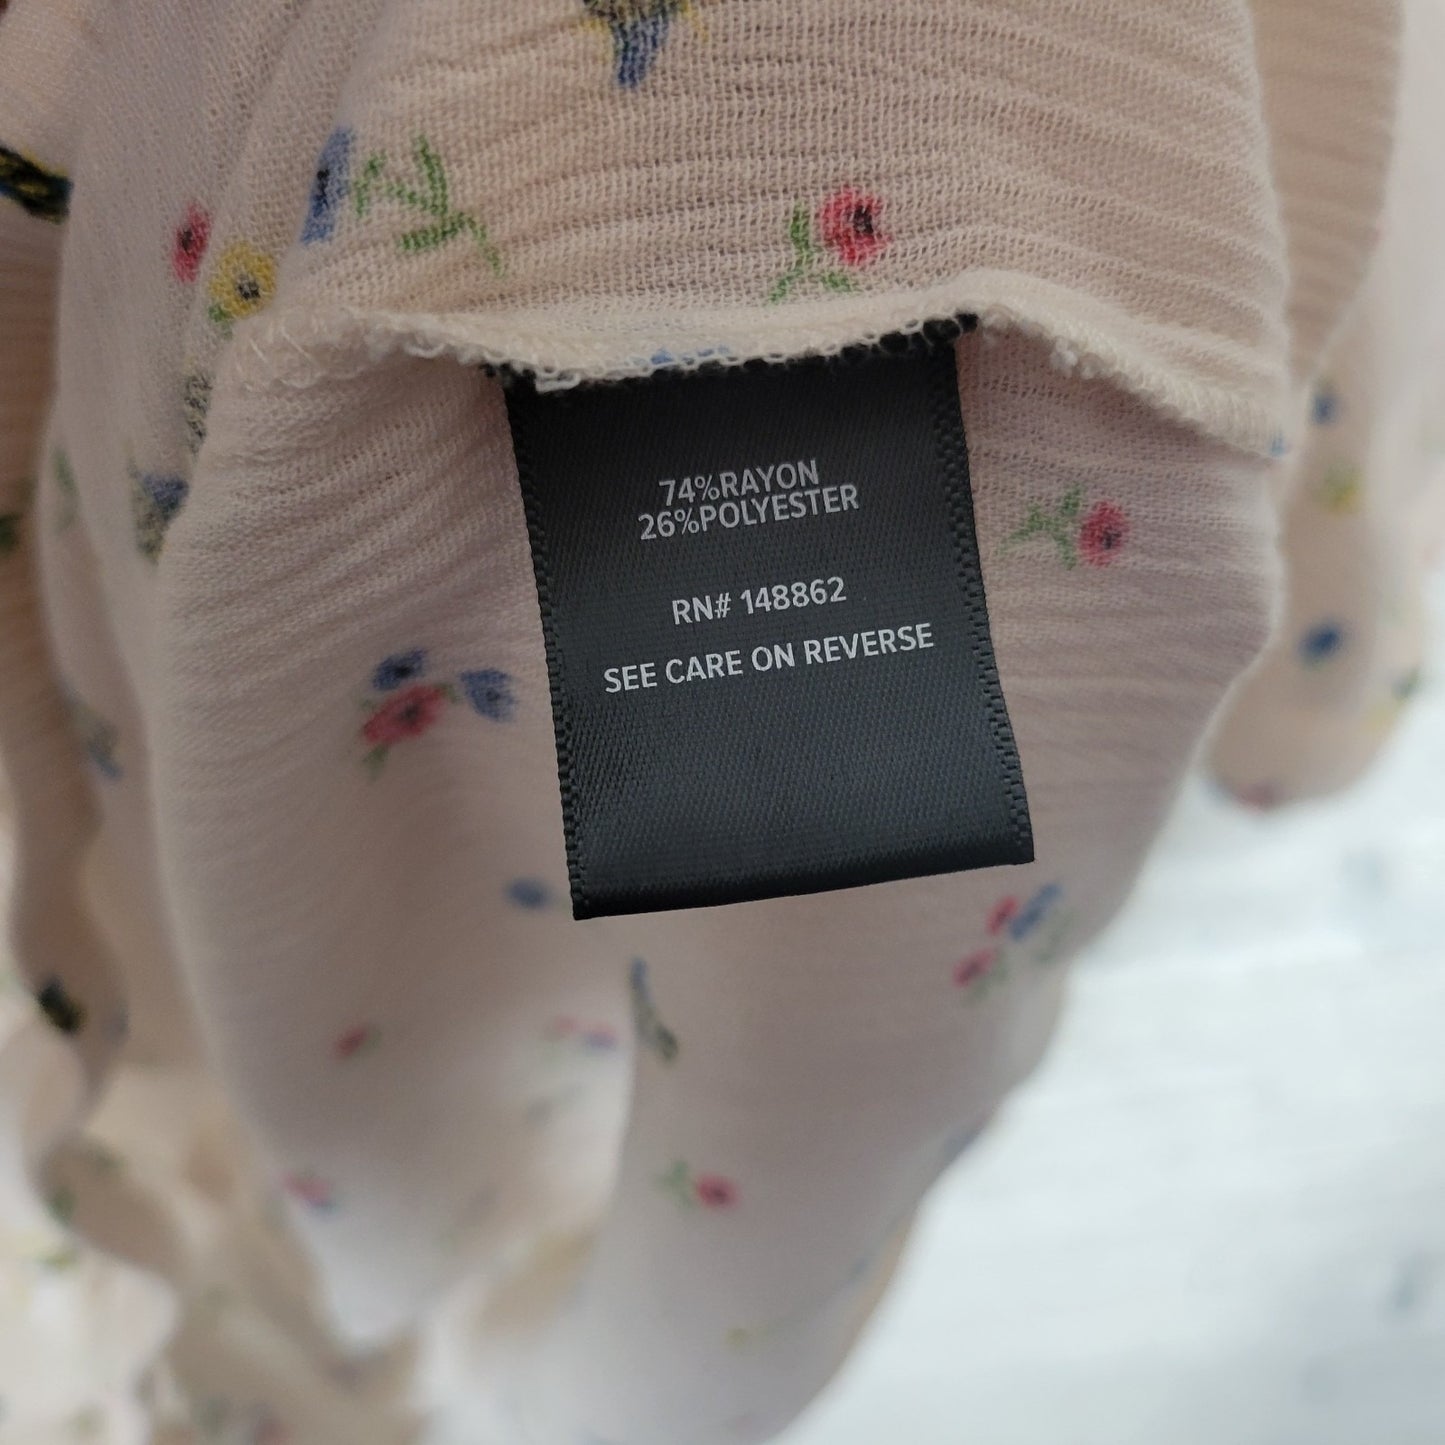 74%RAYON
26%POLYESTER
RN# 148862
SEE CARE ON REVERSE